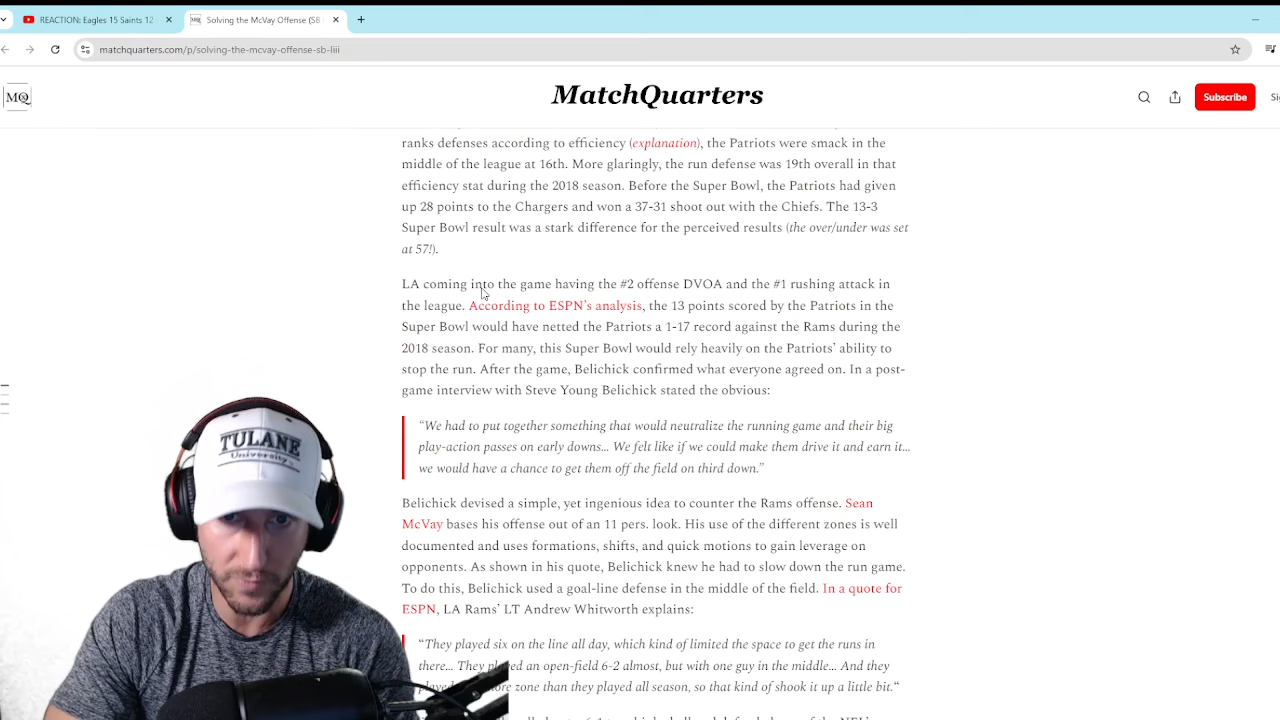 REACTION: Eagles 15 Saints 12
Solving the McVay Offense (SB
matchquarters.com/p/solving-the-mcvay-offense-sb-liii
MQ
MatchQuarters
Subscribe
ranks defenses according to efficiency (explanation), the Patriots were smack in the
middle of the league at 16th. More glaringly, the run defense was 19th overall in that
efficiency stat during the 2018 season. Before the Super Bowl, the Patriots had given
up 28 points to the Chargers and won a 37-31 shoot out with the Chiefs. The 13-3
Super Bowl result was a stark difference for the perceived results (the over/under was set
at 57!).
LA coming into the game having the #2 offense DVOA and the #1 rushing attack in
the league. According to ESPN's analysis, the 13 points scored by the Patriots in the
Super Bowl would have netted the Patriots a 1-17 record against the Rams during the
2018 season. For many, this Super Bowl would rely heavily on the Patriots' ability to
stop the run. After the game, Belichick confirmed what everyone agreed on. In a post-
game interview with Steve Young Belichick stated the obvious:
“We had to put together something that would neutralize the running game and their big
play-action passes on early downs… We felt like if we could make them drive it and earn it…
we would have a chance to get them off the field on third down.”
Belichick devised a simple, yet ingenious idea to counter the Rams offense. Sean
McVay bases his offense out of an 11 pers. look. His use of the different zones is well
documented and uses formations, shifts, and quick motions to gain leverage on
opponents. As shown in his quote, Belichick knew he had to slow down the run game.
To do this, Belichick used a goal-line defense in the middle of the field. In a quote for
ESPN, LA Rams' LT Andrew Whitworth explains:
“They played six on the line all day, which kind of limited the space to get the runs in
there… They played an open-field 6-2 almost, but with one guy in the middle… And they
zone than they played all season, so that kind of shook it up a little bit.“
TULANE
University